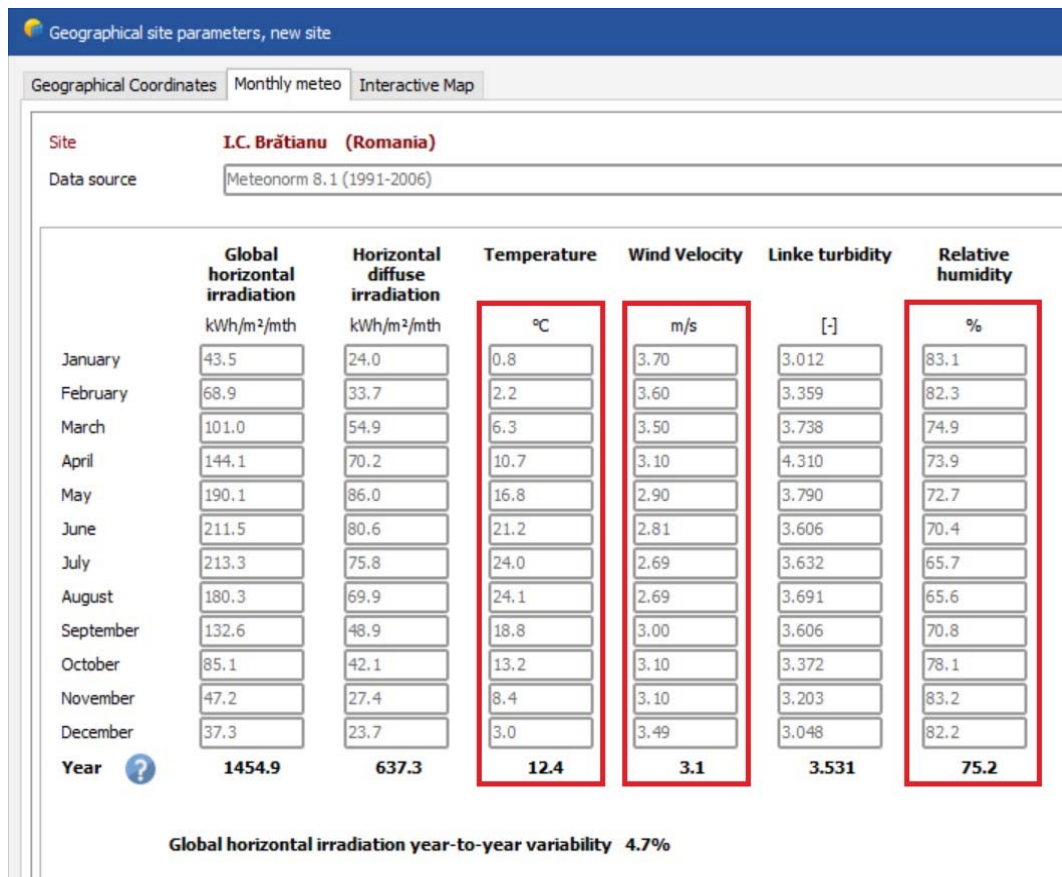 Geographical site parameters, new site
Geographical Coordinates Monthly meteo Interactive Map
Site I.C. Brătianu (Romania)
Data source Meteonorm 8.1 (1991-2006)
Global horizontal irradiation Horizontal diffuse irradiation Temperature Wind Velocity Linke turbidity Relative humidity
kWh/m²/mth kWh/m²/mth °C m/s [-] %
January 43.5 24.0 0.8 3.70 3.012 83.1
February 68.9 33.7 2.2 3.60 3.359 82.3
March 101.0 54.9 6.3 3.50 3.738 74.9
April 144.1 70.2 10.7 3.10 4.310 73.9
May 190.1 86.0 16.8 2.90 3.790 72.7
June 211.5 80.6 21.2 2.81 3.606 70.4
July 213.3 75.8 24.0 2.69 3.632 65.7
August 180.3 69.9 24.1 2.69 3.691 65.6
September 132.6 48.9 18.8 3.00 3.606 70.8
October 85.1 42.1 13.2 3.10 3.372 78.1
November 47.2 27.4 8.4 3.10 3.203 83.2
December 37.3 23.7 3.0 3.49 3.048 82.2
Year ? 1454.9 637.3 12.4 3.1 3.531 75.2
Global horizontal irradiation year-to-year variability 4.7%